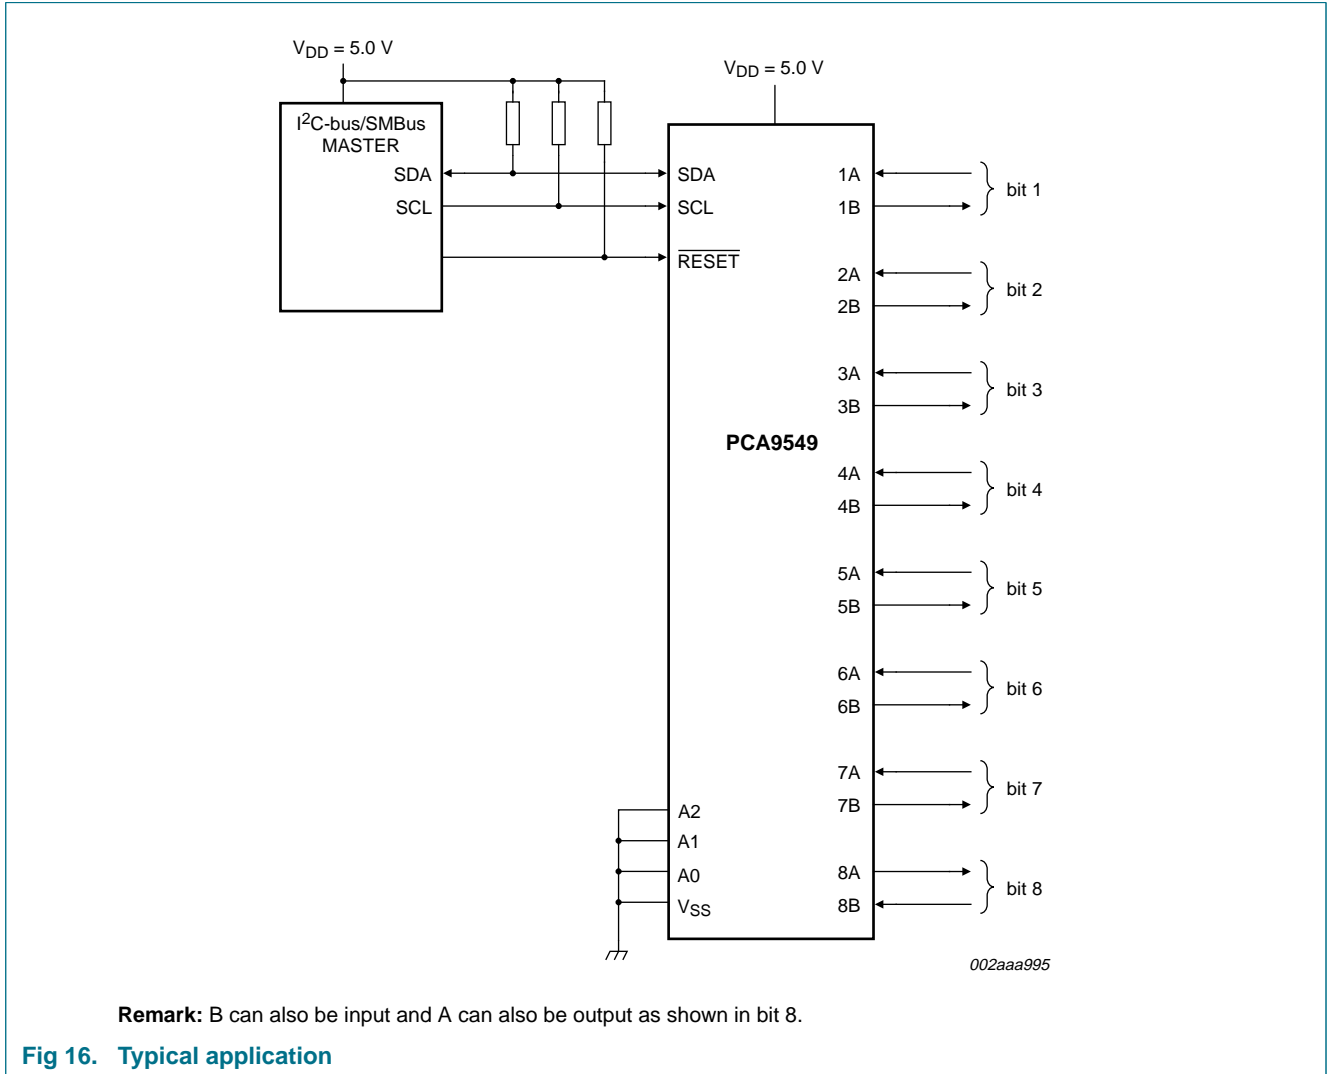 VDD = 5.0 V
VDD = 5.0 V
I2C-bus/SMBus
MASTER
SDA
SCL
SDA
SCL
RESET
PCA9549
A2
A1
A0
VSS
1A
1B
bit 1
2A
2B
bit 2
3A
3B
bit 3
4A
4B
bit 4
5A
5B
bit 5
6A
6B
bit 6
7A
7B
bit 7
8A
8B
bit 8
002aaa995
Remark: B can also be input and A can also be output as shown in bit 8.
Fig 16. Typical application